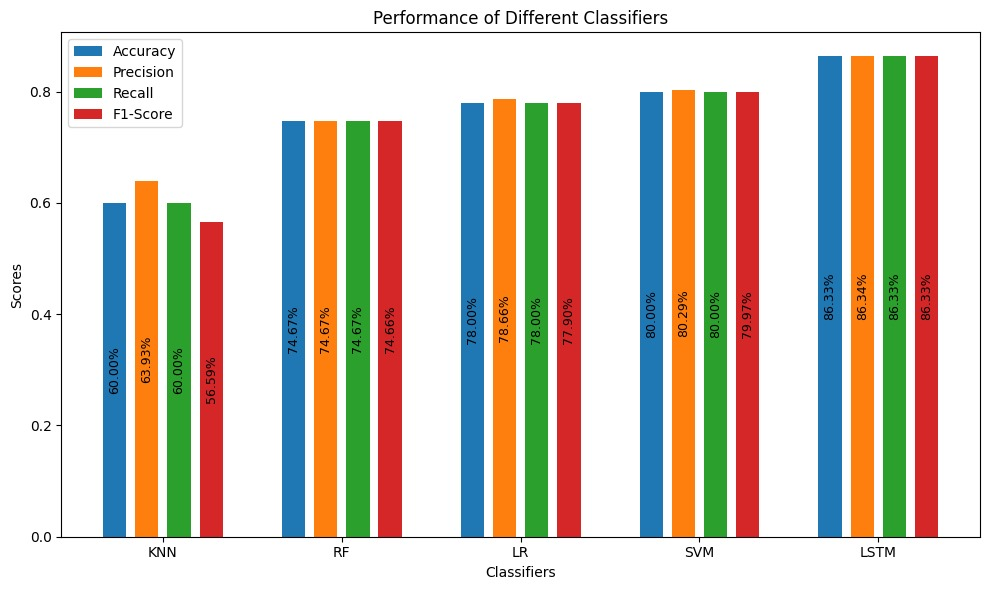 Performance of Different Classifiers
Accuracy
Precision
Recall
F1-Score
Scores
0.8
0.6
0.4
0.2
0.0
60.00%
63.93%
60.00%
56.59%
74.67%
74.67%
74.67%
74.66%
78.00%
78.66%
78.00%
77.90%
80.00%
80.29%
80.00%
79.97%
86.33%
86.34%
86.33%
86.33%
KNN
RF
LR
SVM
LSTM
Classifiers